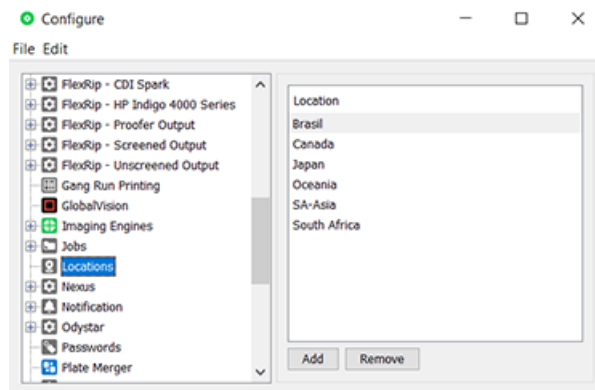 Configure
File Edit
FlexRip - CDI Spark
FlexRip - HP Indigo 4000 Series
FlexRip - Proofer Output
FlexRip - Screened Output
FlexRip - Unscreened Output
Gang Run Printing
GlobalVision
Imaging Engines
Jobs
Locations
Nexus
Notification
Odystar
Passwords
Plate Merger
Location
Brasil
Canada
Japan
Oceania
SA-Asia
South Africa
Add Remove